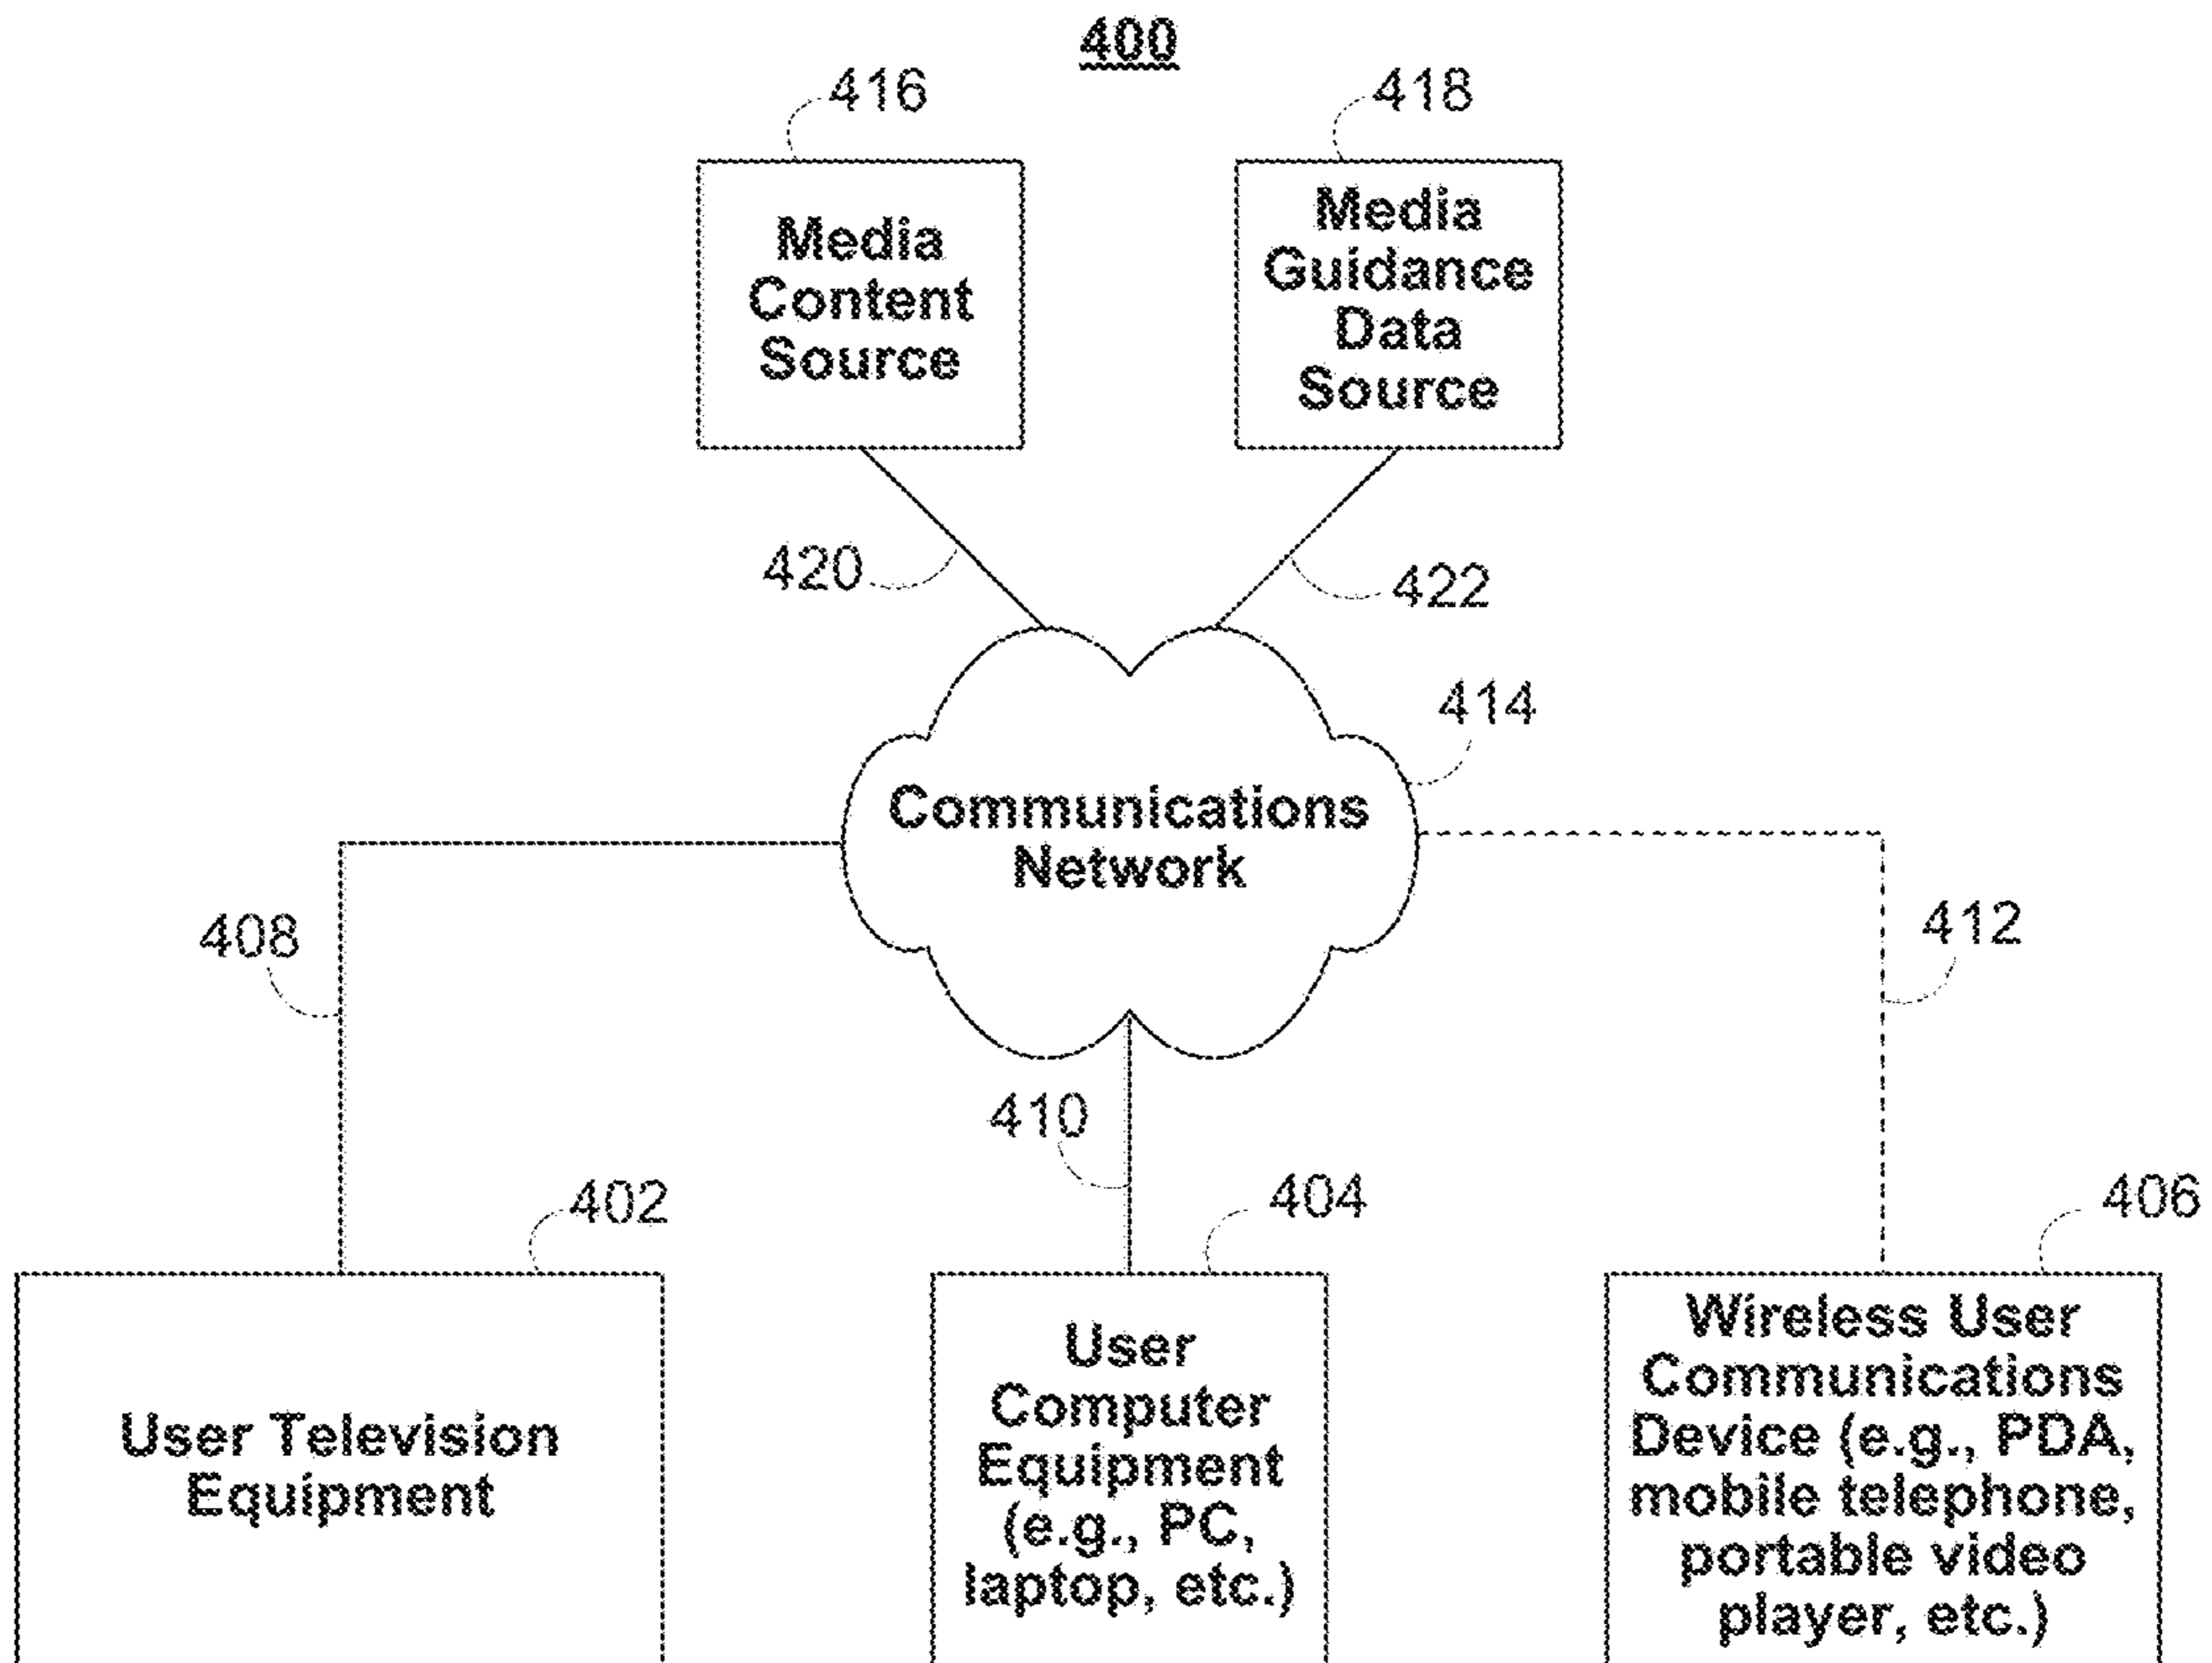 400
416
418
Media
Content
Source
Media
Guidance
Data
Source
420
422
414
Communications
Network
408
412
410
402
404
406
User Television
Equipment
User
Computer
Equipment
(e.g., PC,
laptop, etc.)
Wireless User
Communications
Device (e.g., PDA,
mobile telephone,
portable video
player, etc.)